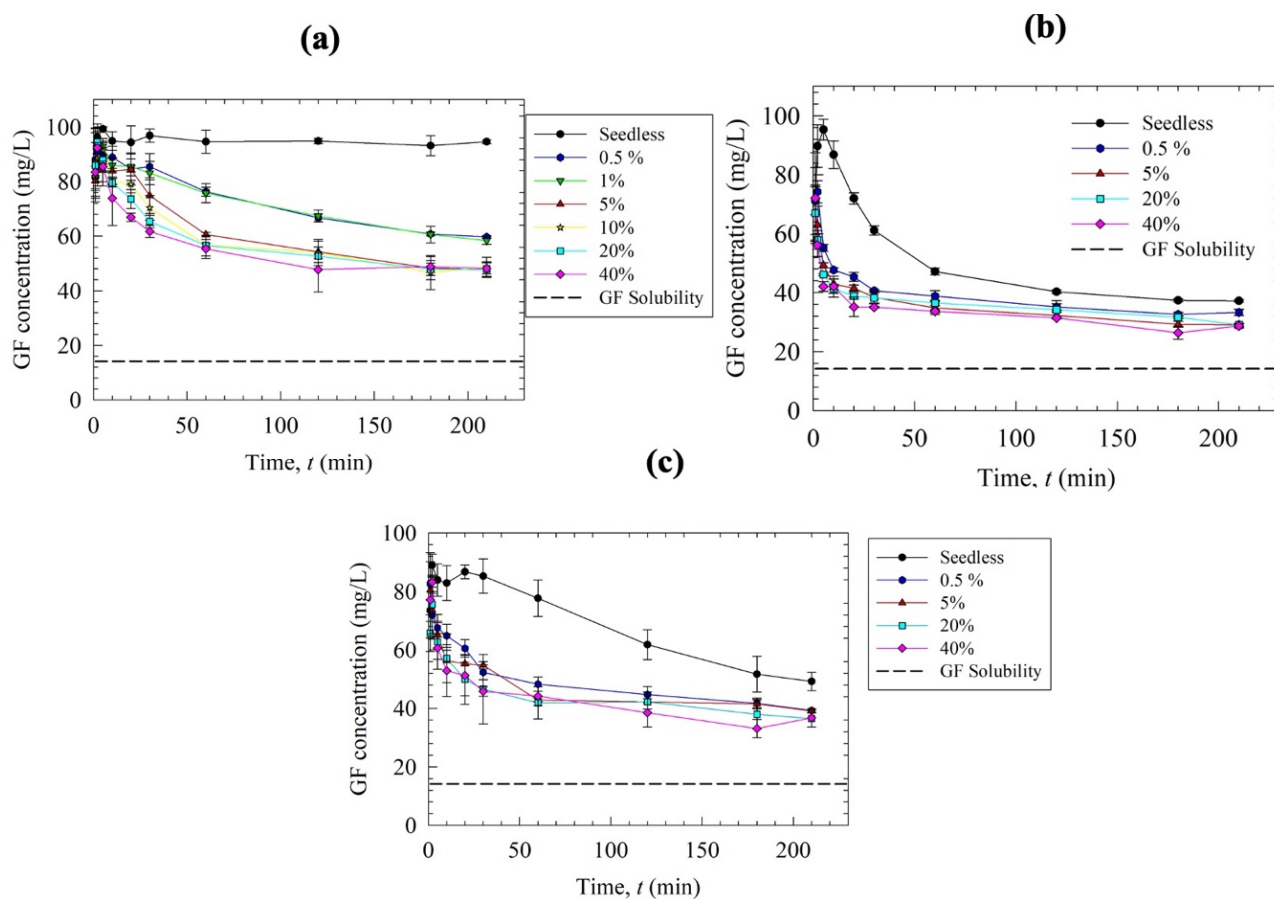 (a)
GF concentration (mg/L)
100
80
60
40
20
0
0 50 100 150 200
Time, t (min)
Seedless
0.5 %
1%
5%
10%
20%
40%
GF Solubility
(b)
GF concentration (mg/L)
100
80
60
40
20
0
0 50 100 150 200
Time, t (min)
Seedless
0.5 %
5%
20%
40%
GF Solubility
(c)
GF concentration (mg/L)
100
80
60
40
20
0
0 50 100 150 200
Time, t (min)
Seedless
0.5 %
5%
20%
40%
GF Solubility